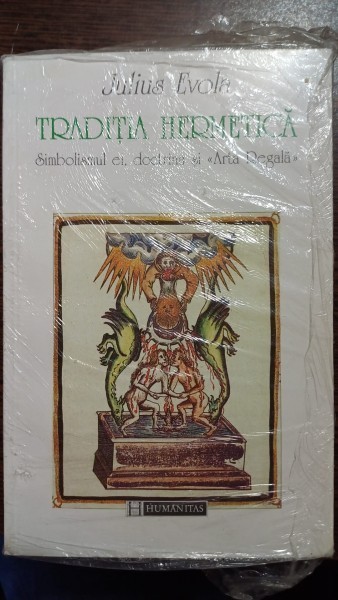 Julius Evola
TRADIȚIA HERMETICĂ
Simbolismul ei, doctrina și «Arta Regală»
H HUMANITAS